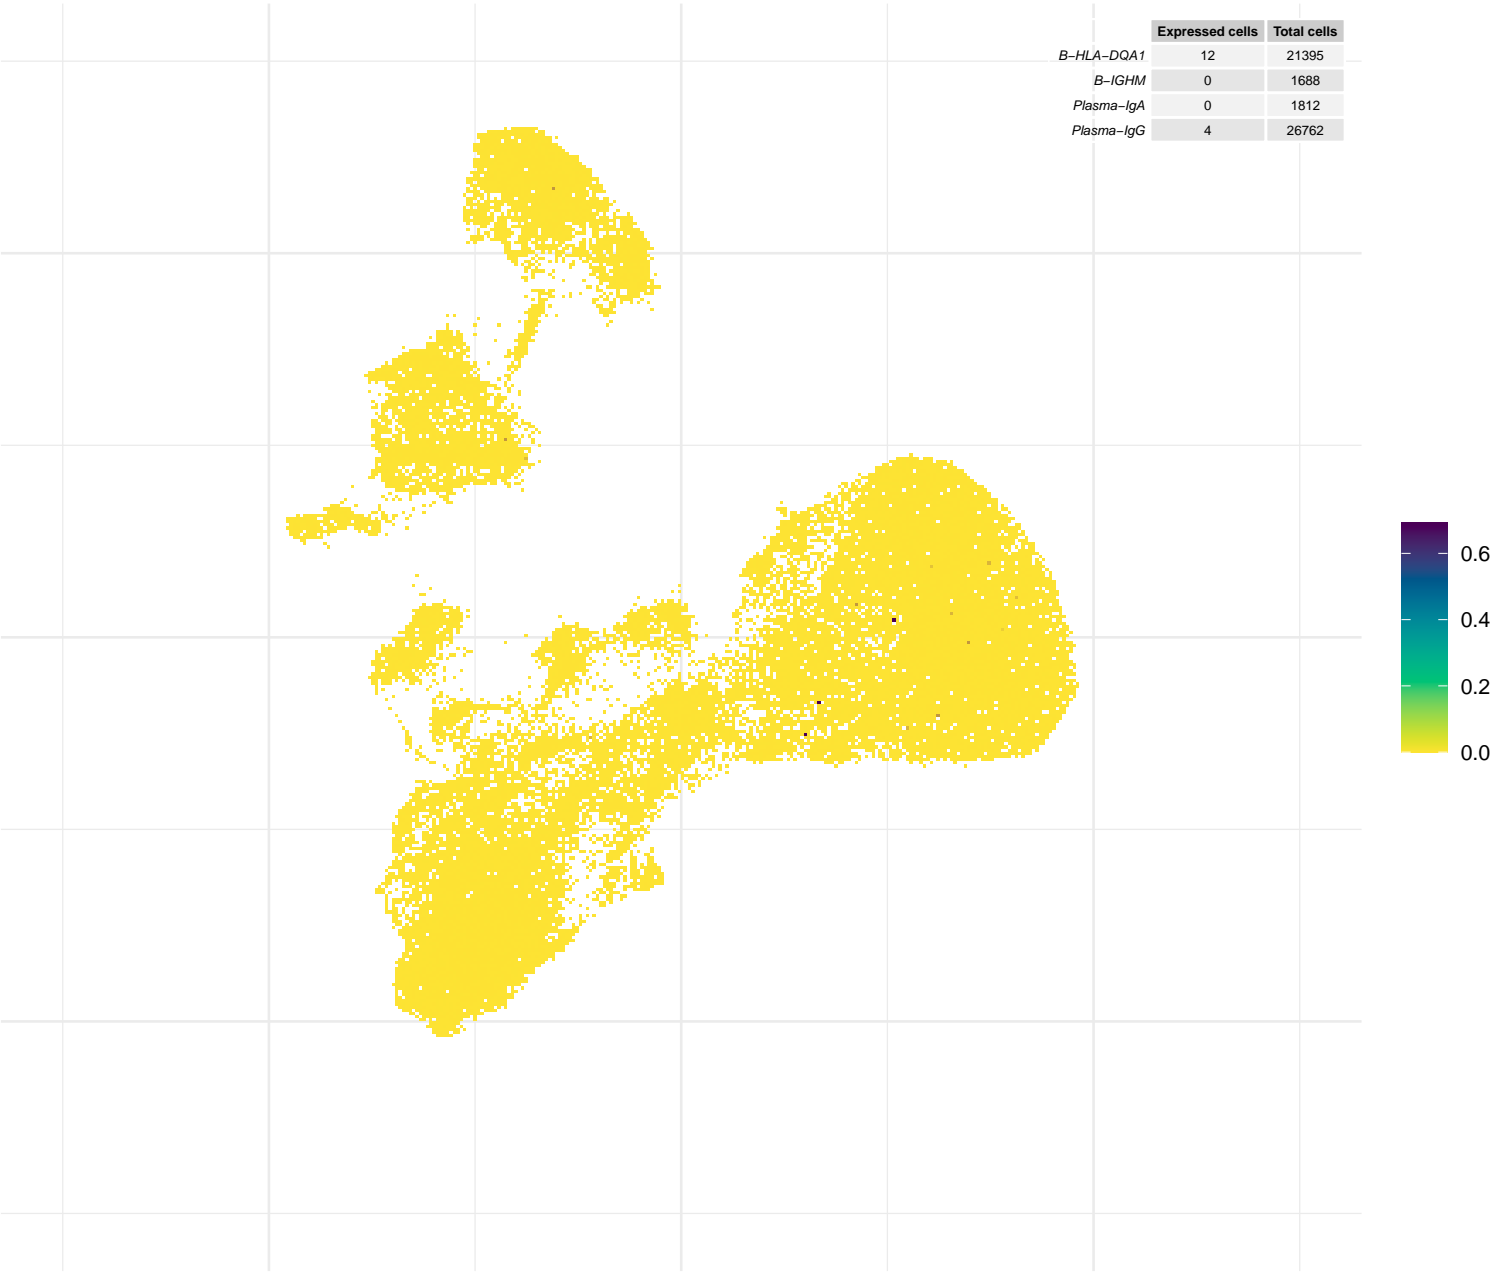 Expressed cells Total cells
B−HLA−DQA1 12 21395
B−IGHM 0 1688
Plasma−IgA 0 1812
Plasma−IgG 4 26762
0.6
0.4
0.2
0.0